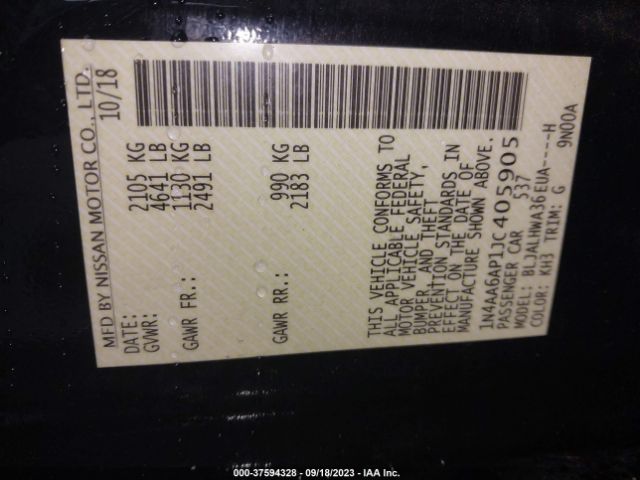 MFD BY NISSAN MOTOR CO., LTD.
DATE: 10/18
GVWR: 2105 KG
4641 LB
GAWR FR.: 1130 KG
2491 LB
GAWR RR.: 990 KG
2183 LB
THIS VEHICLE CONFORMS TO
ALL APPLICABLE FEDERAL
MOTOR VEHICLE SAFETY,
BUMPER, AND THEFT
PREVENTION STANDARDS IN
EFFECT ON THE DATE OF
MANUFACTURE SHOWN ABOVE.
1N4AA6AP1JC405905
PASSENGER CAR 537
MODEL: BLJALHWA36EUA----H
COLOR: KH3 TRIM: G 9N00A
000-37594328 - 09/18/2023 - IAA Inc.